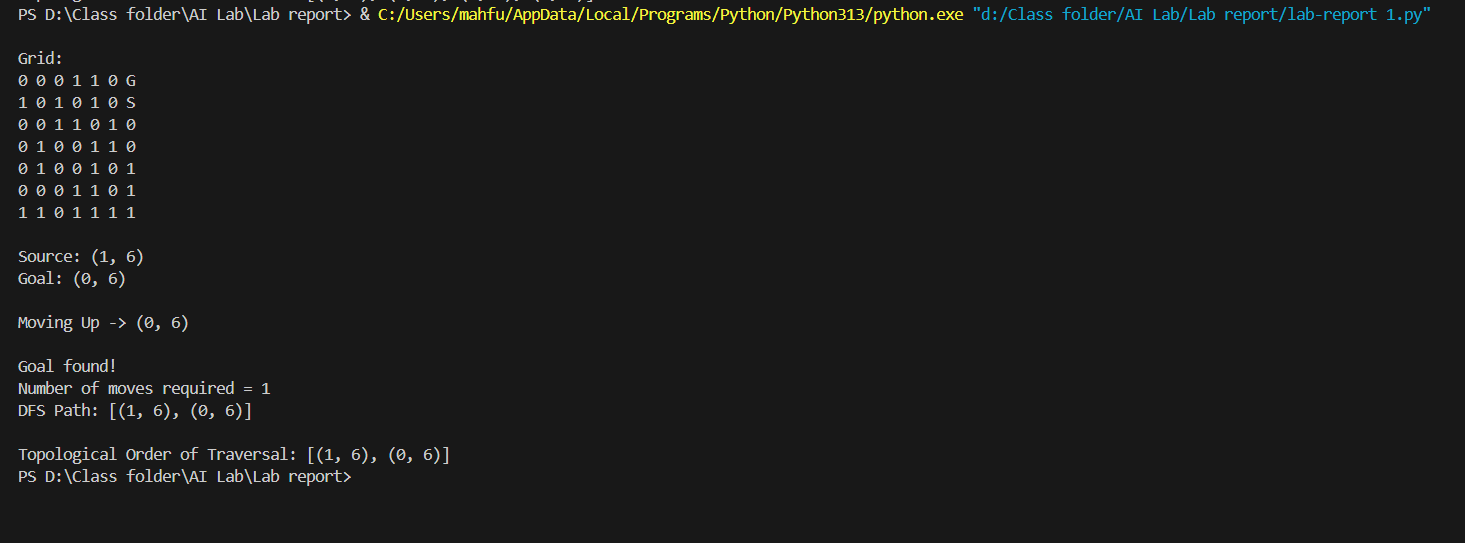 PS D:\Class folder\AI Lab\Lab report> & C:/Users/mahfu/AppData/Local/Programs/Python/Python313/python.exe "d:/Class folder/AI Lab/Lab report/lab-report 1.py"
Grid:
0 0 0 1 1 0 G
1 0 1 0 1 0 S
0 0 1 1 0 1 0
0 1 0 0 1 1 0
0 1 0 0 1 0 1
0 0 0 1 1 0 1
1 1 0 1 1 1 1
Source: (1, 6)
Goal: (0, 6)
Moving Up -> (0, 6)
Goal found!
Number of moves required = 1
DFS Path: [(1, 6), (0, 6)]
Topological Order of Traversal: [(1, 6), (0, 6)]
PS D:\Class folder\AI Lab\Lab report>